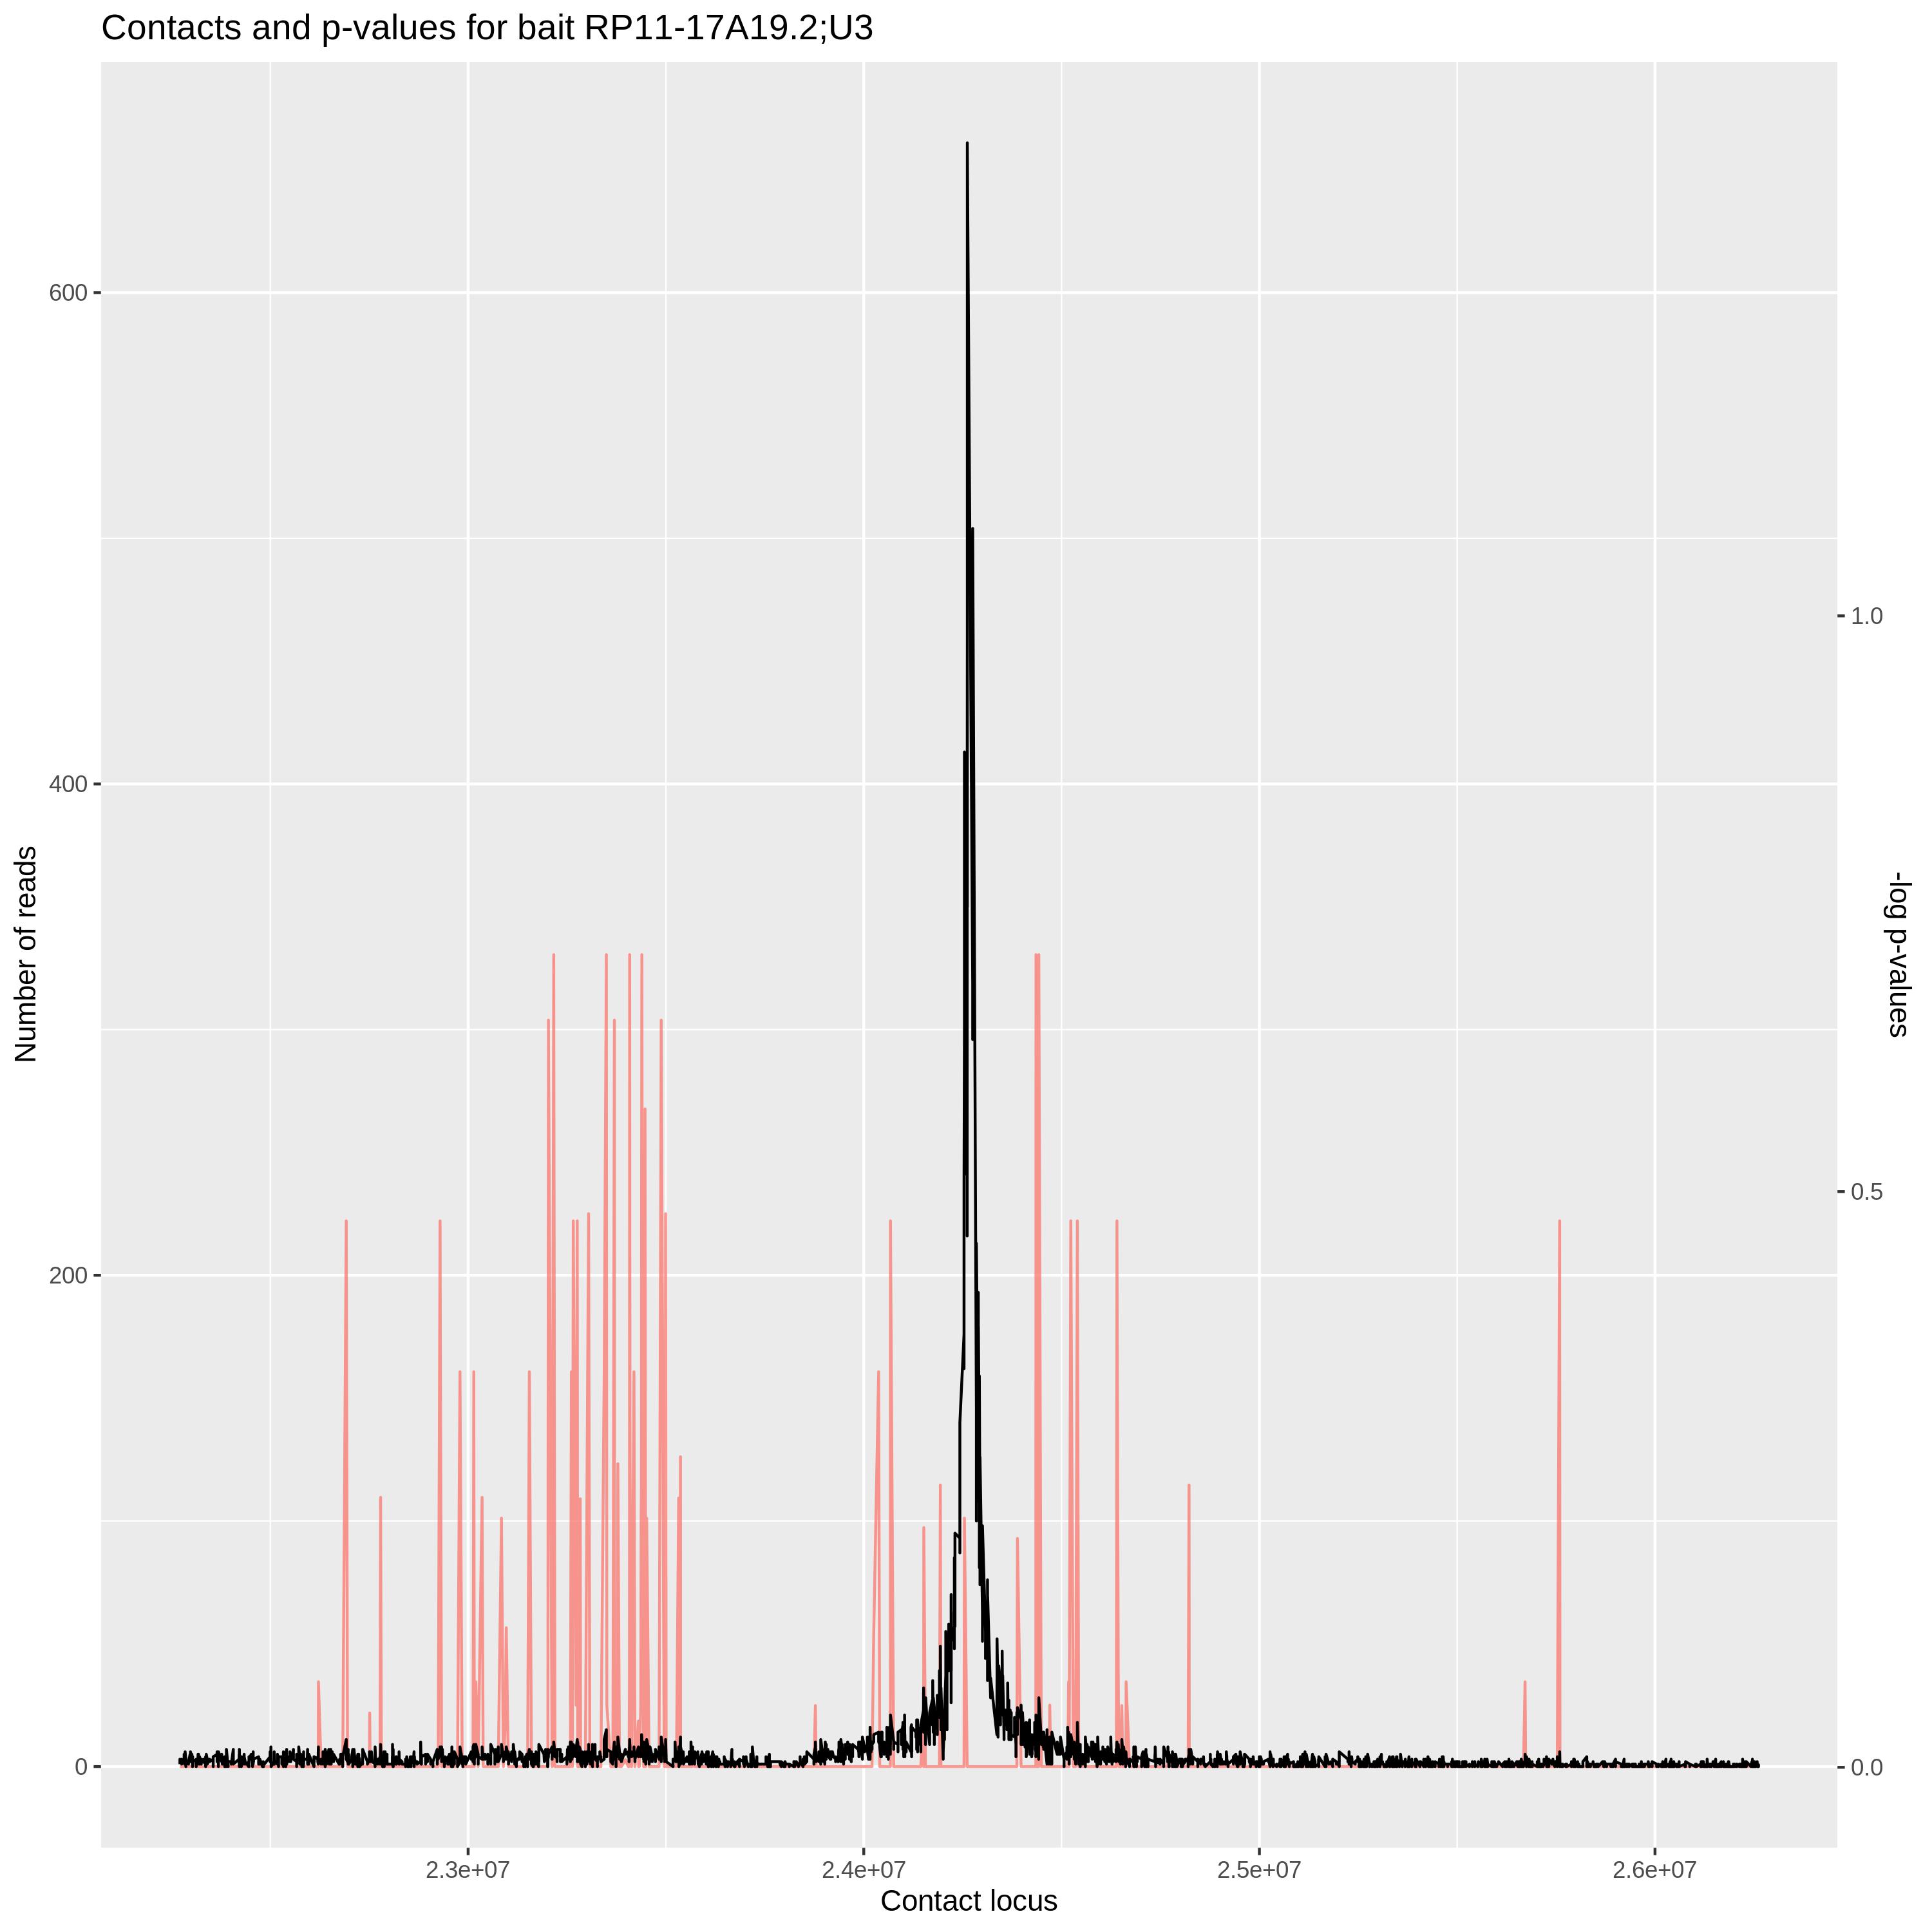 Contacts and p-values for bait RP11-17A19.2;U3
600
400
200
0
Number of reads
1.0
0.5
0.0
-log p-values
2.3e+07
2.4e+07
2.5e+07
2.6e+07
Contact locus